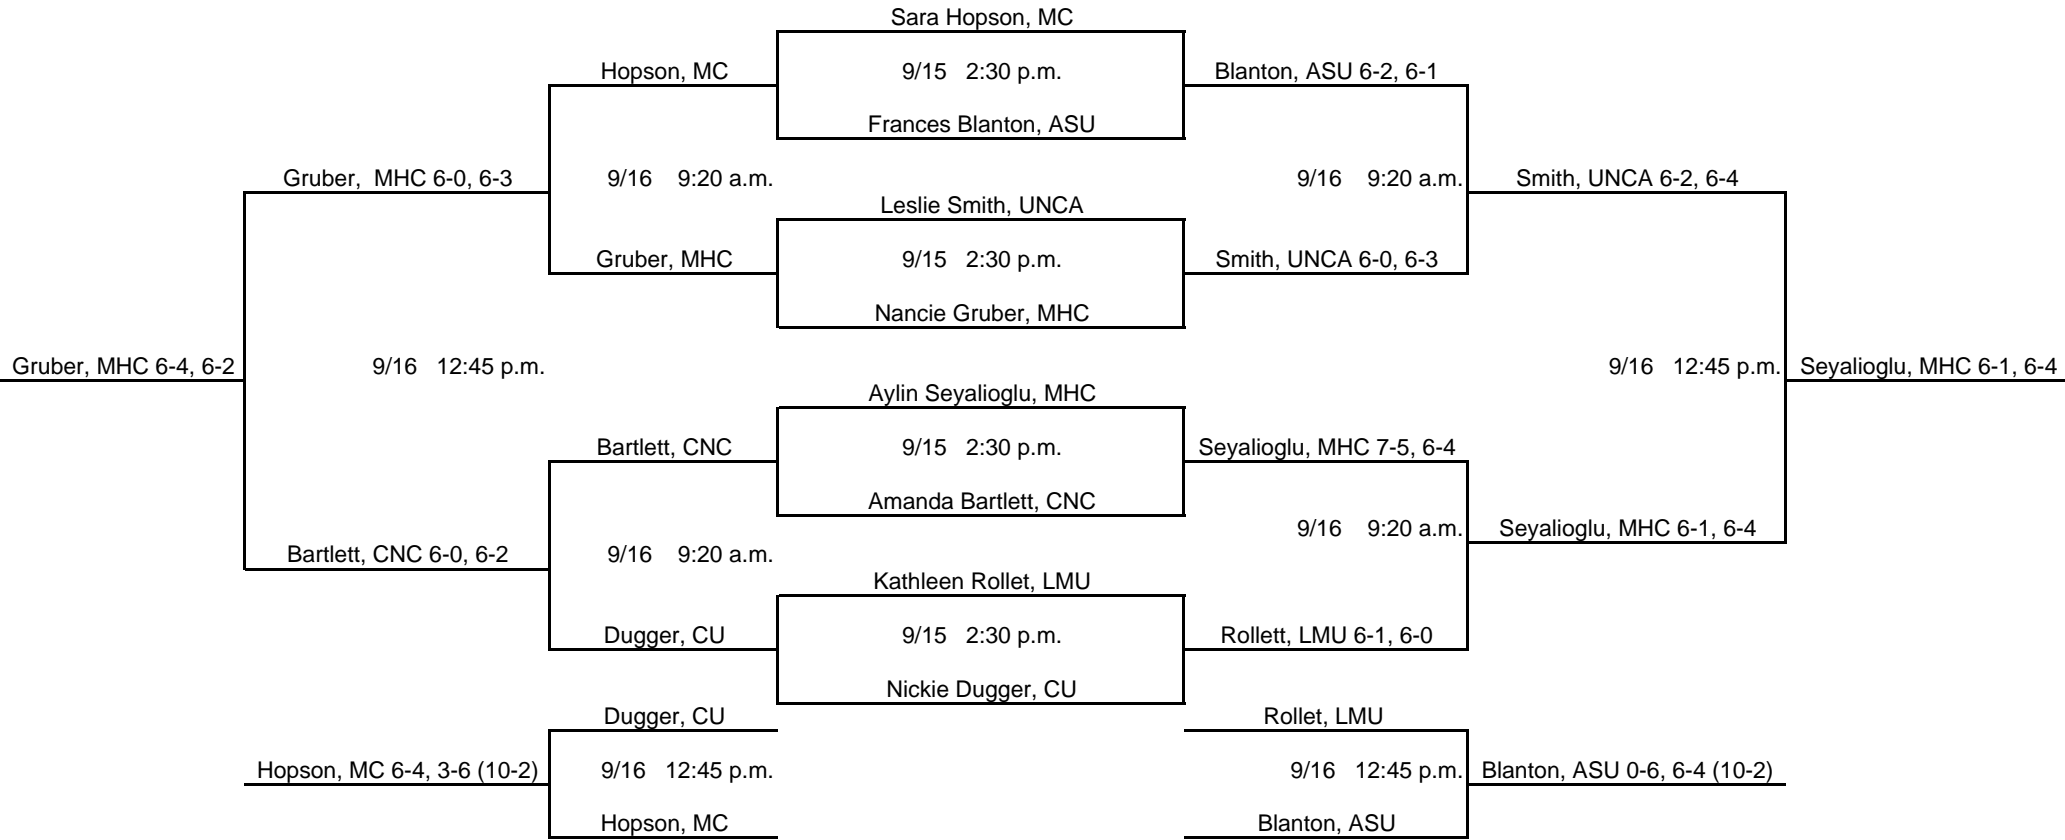 Sara Hopson, MC
Hopson, MC
9/15 2:30 p.m.
Blanton, ASU 6-2, 6-1
Frances Blanton, ASU
Gruber, MHC 6-0, 6-3
9/16 9:20 a.m.
9/16 9:20 a.m.
Smith, UNCA 6-2, 6-4
Leslie Smith, UNCA
Gruber, MHC
9/15 2:30 p.m.
Smith, UNCA 6-0, 6-3
Nancie Gruber, MHC
Gruber, MHC 6-4, 6-2
9/16 12:45 p.m.
9/16 12:45 p.m.
Seyalioglu, MHC 6-1, 6-4
Aylin Seyalioglu, MHC
Bartlett, CNC
9/15 2:30 p.m.
Seyalioglu, MHC 7-5, 6-4
Amanda Bartlett, CNC
9/16 9:20 a.m.
Seyalioglu, MHC 6-1, 6-4
Bartlett, CNC 6-0, 6-2
9/16 9:20 a.m.
Kathleen Rollet, LMU
Dugger, CU
9/15 2:30 p.m.
Rollett, LMU 6-1, 6-0
Nickie Dugger, CU
Dugger, CU
Rollet, LMU
Hopson, MC 6-4, 3-6 (10-2)
9/16 12:45 p.m.
9/16 12:45 p.m.
Blanton, ASU 0-6, 6-4 (10-2)
Hopson, MC
Blanton, ASU